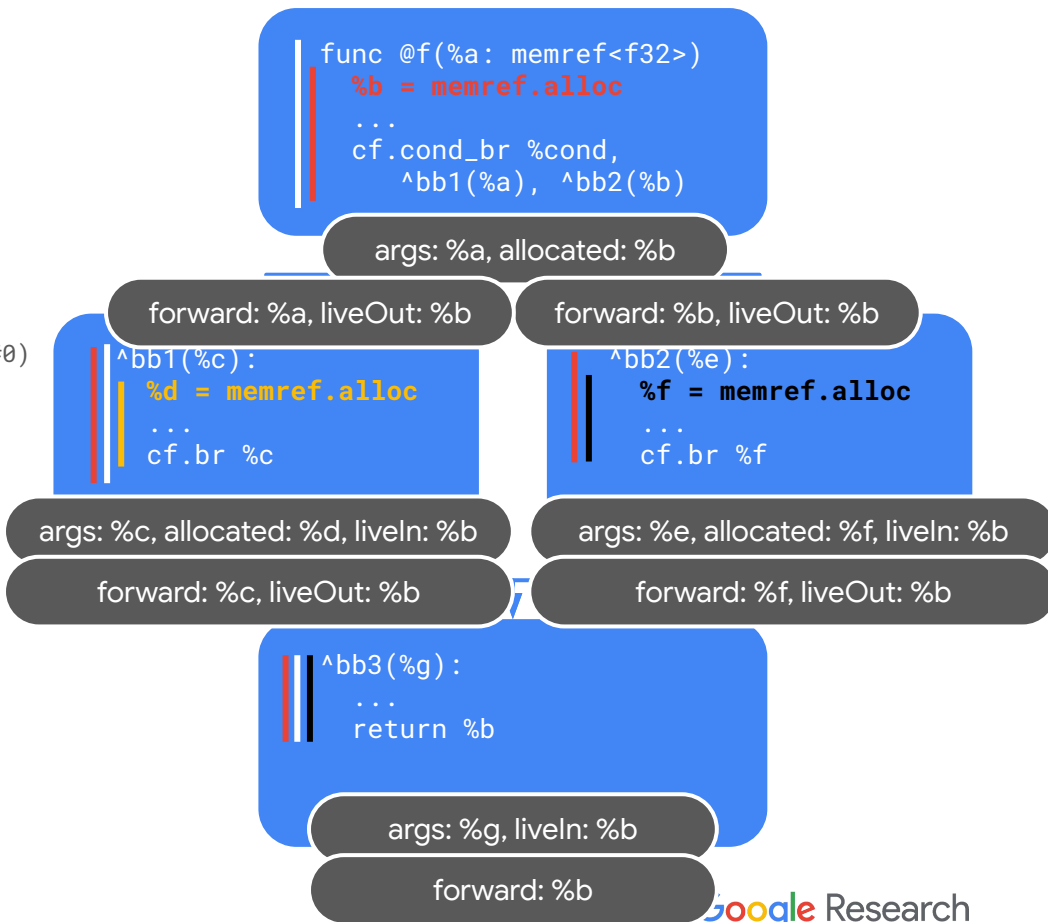 func @f(%a: memref<f32>)
%b = memref.alloc
...
cf.cond_br %cond,
^bb1(%a), ^bb2(%b)
args: %a, allocated: %b
forward: %a, liveOut: %b
forward: %b, liveOut: %b
0)
^bb1(%c):
%d = memref.alloc
...
cf.br %c
^bb2(%e):
%f = memref.alloc
...
cf.br %f
args: %c, allocated: %d, liveIn: %b
args: %e, allocated: %f, liveIn: %b
forward: %c, liveOut: %b
forward: %f, liveOut: %b
^bb3(%g):
...
return %b
args: %g, liveIn: %b
forward: %b
Google Research